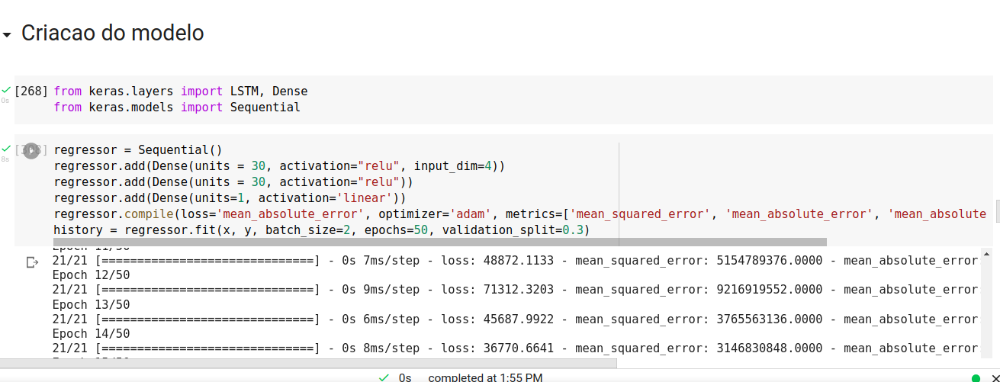 Criacao do modelo
0s
[268] from keras.layers import LSTM, Dense
from keras.models import Sequential
8s
regressor = Sequential()
regressor.add(Dense(units = 30, activation="relu", input_dim=4))
regressor.add(Dense(units = 30, activation="relu"))
regressor.add(Dense(units=1, activation='linear'))
regressor.compile(loss='mean_absolute_error', optimizer='adam', metrics=['mean_squared_error', 'mean_absolute_error', 'mean_absolute
history = regressor.fit(x, y, batch_size=2, epochs=50, validation_split=0.3)
Epoch 11/50
21/21 [==============================] - 0s 7ms/step - loss: 48872.1133 - mean_squared_error: 5154789376.0000 - mean_absolute_error:
Epoch 12/50
21/21 [==============================] - 0s 9ms/step - loss: 71312.3203 - mean_squared_error: 9216919552.0000 - mean_absolute_error:
Epoch 13/50
21/21 [==============================] - 0s 6ms/step - loss: 45687.9922 - mean_squared_error: 3765563136.0000 - mean_absolute_error:
Epoch 14/50
21/21 [==============================] - 0s 8ms/step - loss: 36770.6641 - mean_squared_error: 3146830848.0000 - mean_absolute_error:
0s completed at 1:55 PM